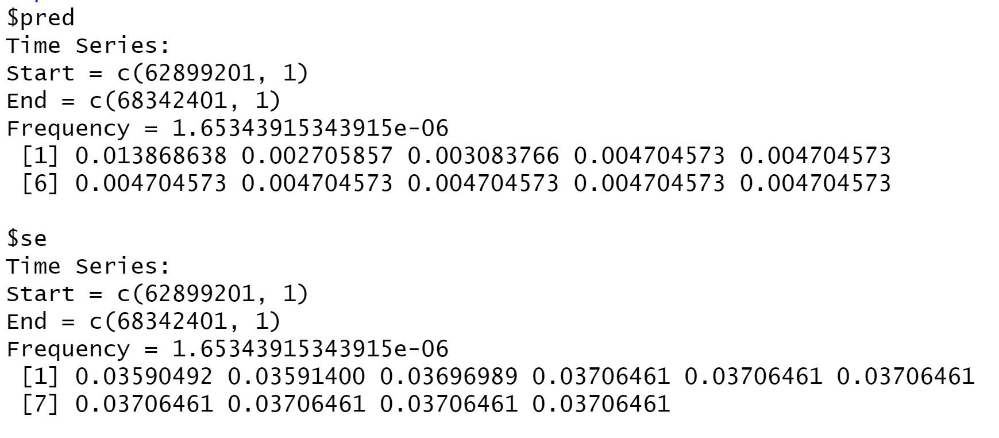 $pred
Time Series:
Start = c(62899201, 1)
End = c(68342401, 1)
Frequency = 1.65343915343915e-06
 [1] 0.013868638 0.002705857 0.003083766 0.004704573 0.004704573
 [6] 0.004704573 0.004704573 0.004704573 0.004704573 0.004704573

$se
Time Series:
Start = c(62899201, 1)
End = c(68342401, 1)
Frequency = 1.65343915343915e-06
 [1] 0.03590492 0.03591400 0.03696989 0.03706461 0.03706461 0.03706461
 [7] 0.03706461 0.03706461 0.03706461 0.03706461